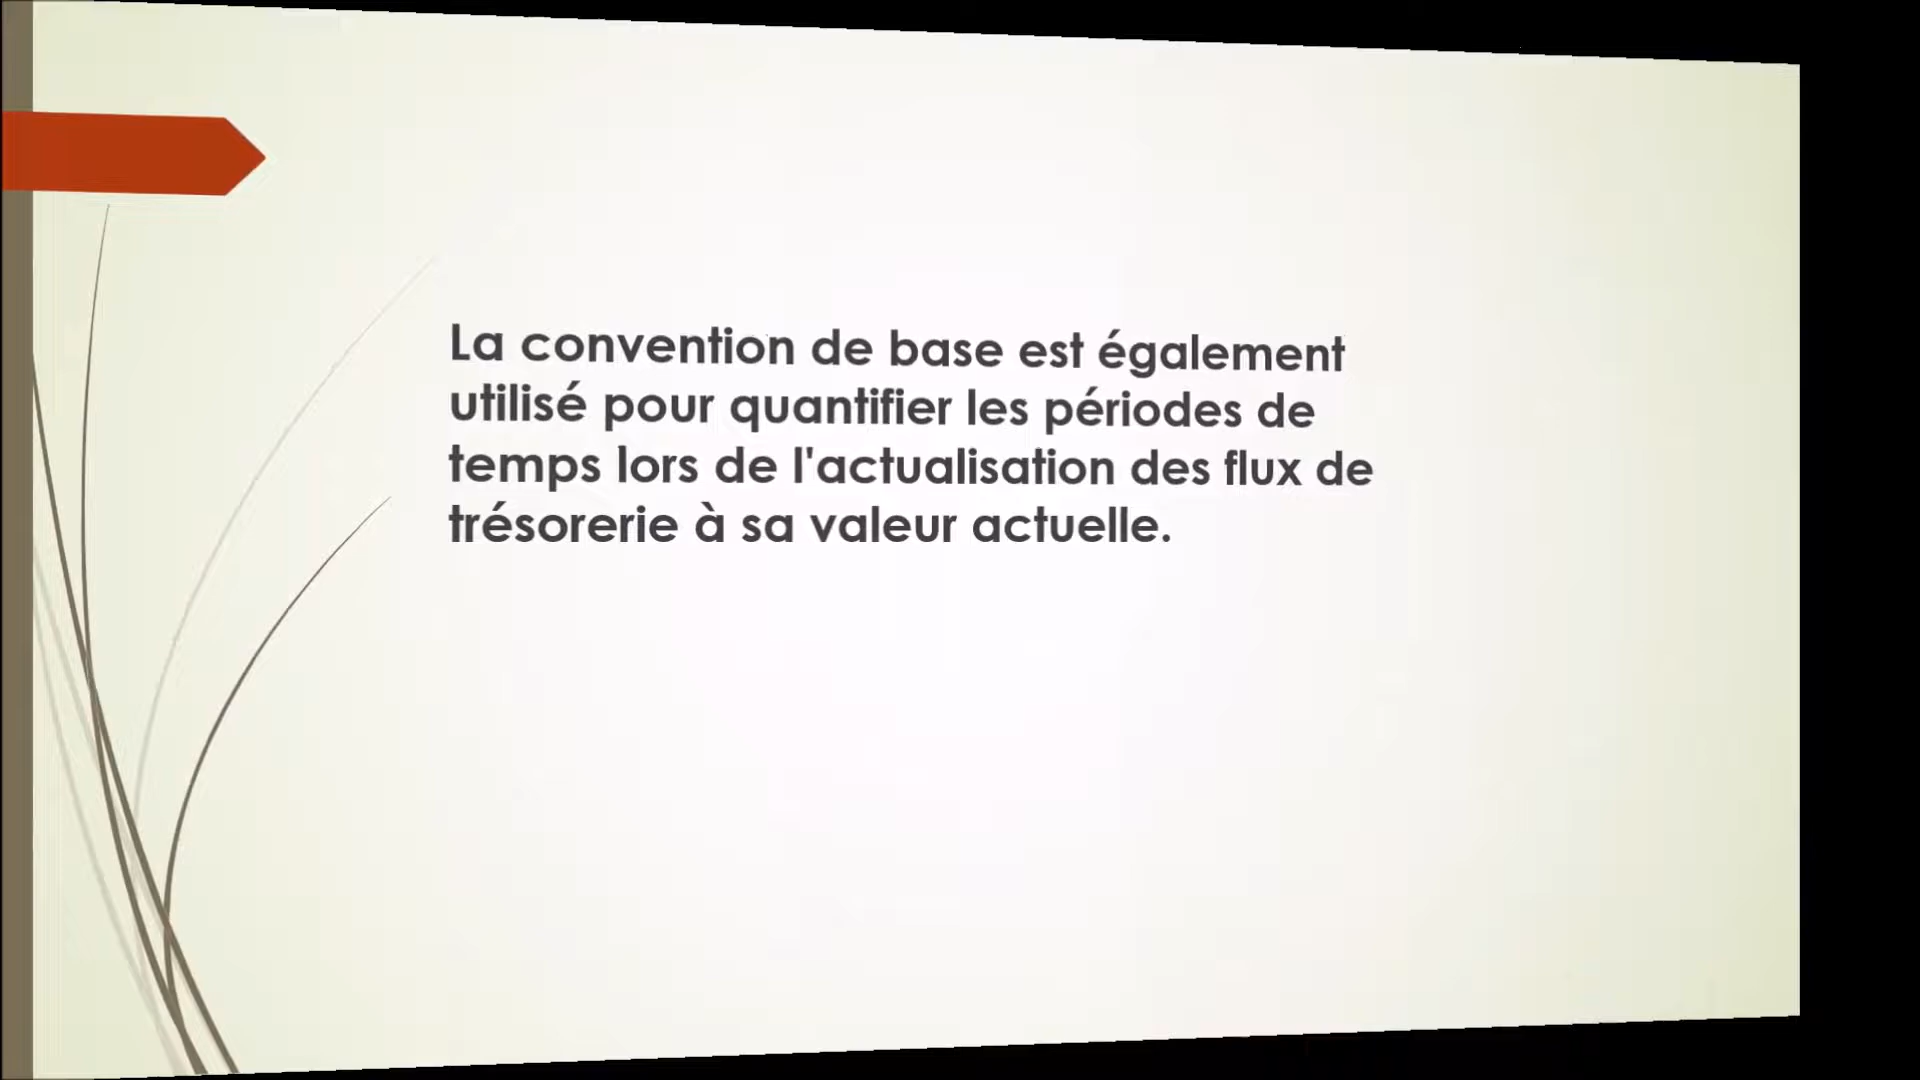 La convention de base est également
utilisé pour quantifier les périodes de
temps lors de l'actualisation des flux de
trésorerie à sa valeur actuelle.